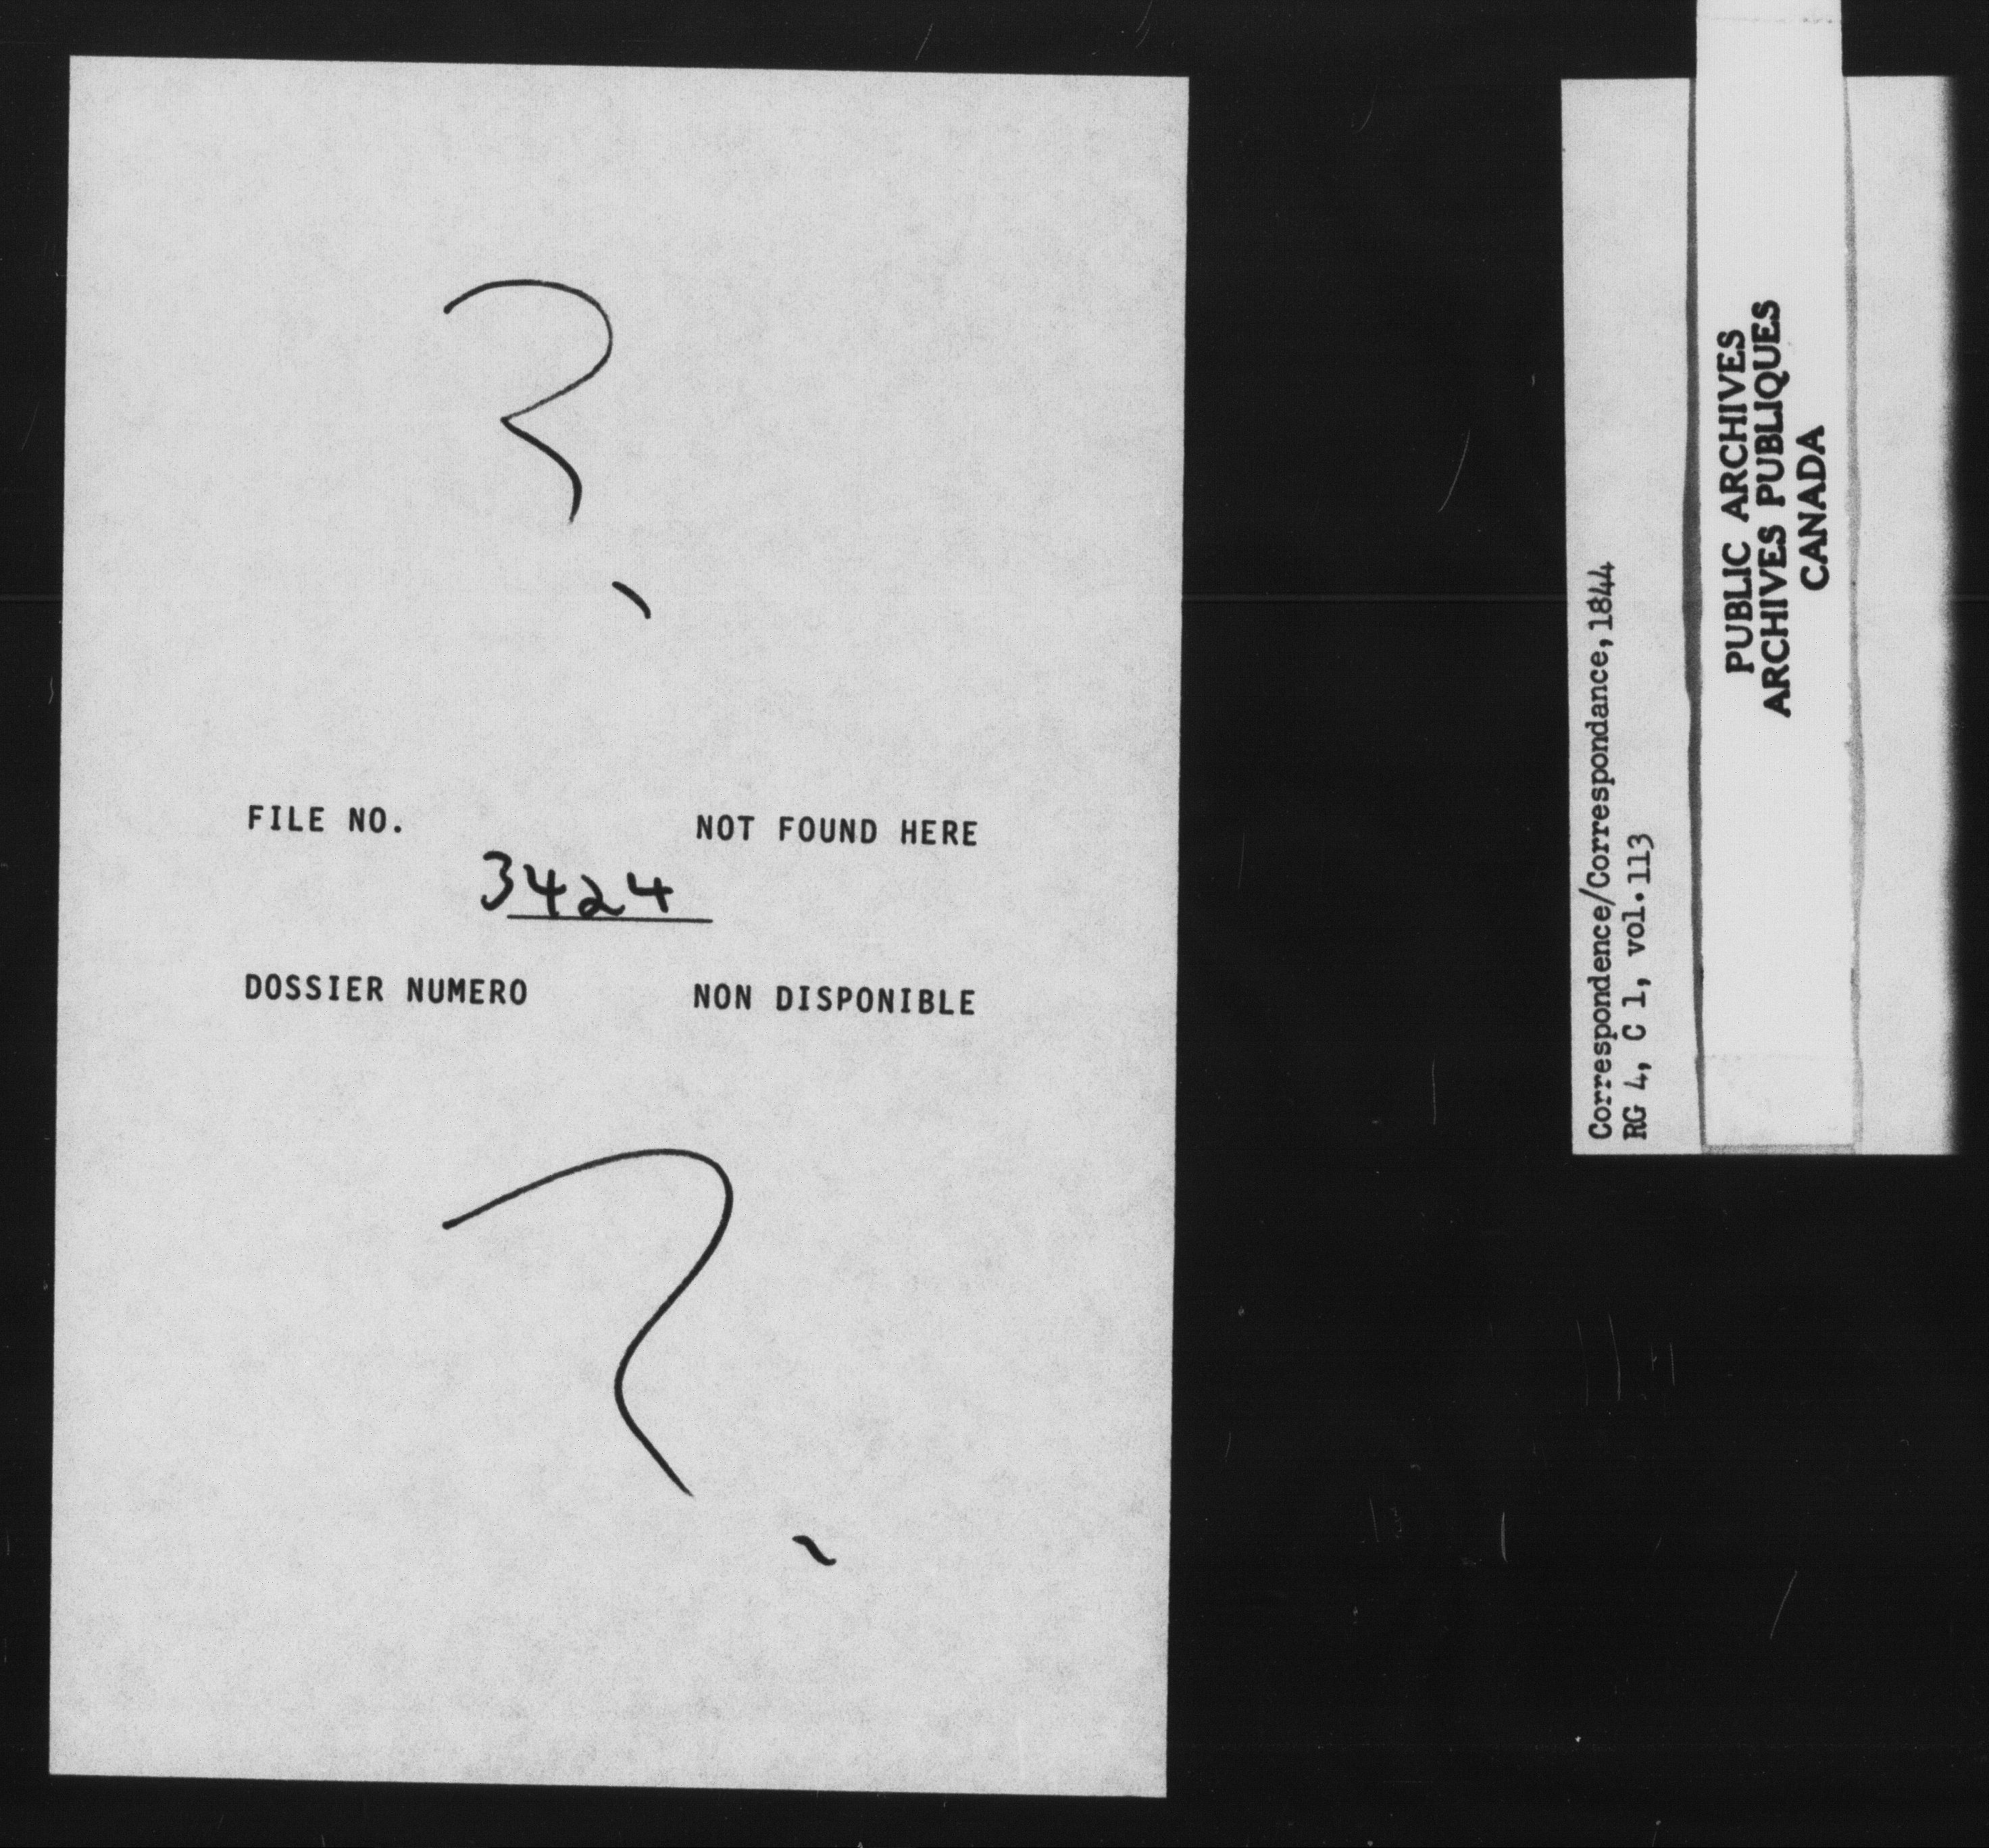 ?
FILE NO. NOT FOUND HERE
3424
DOSSIER NUMERO NON DISPONIBLE
?
Correspondence/Correspondance,1844
RG 4, C 1, vol.113
PUBLIC ARCHIVES
ARCHIVES PUBLIQUES
CANADA